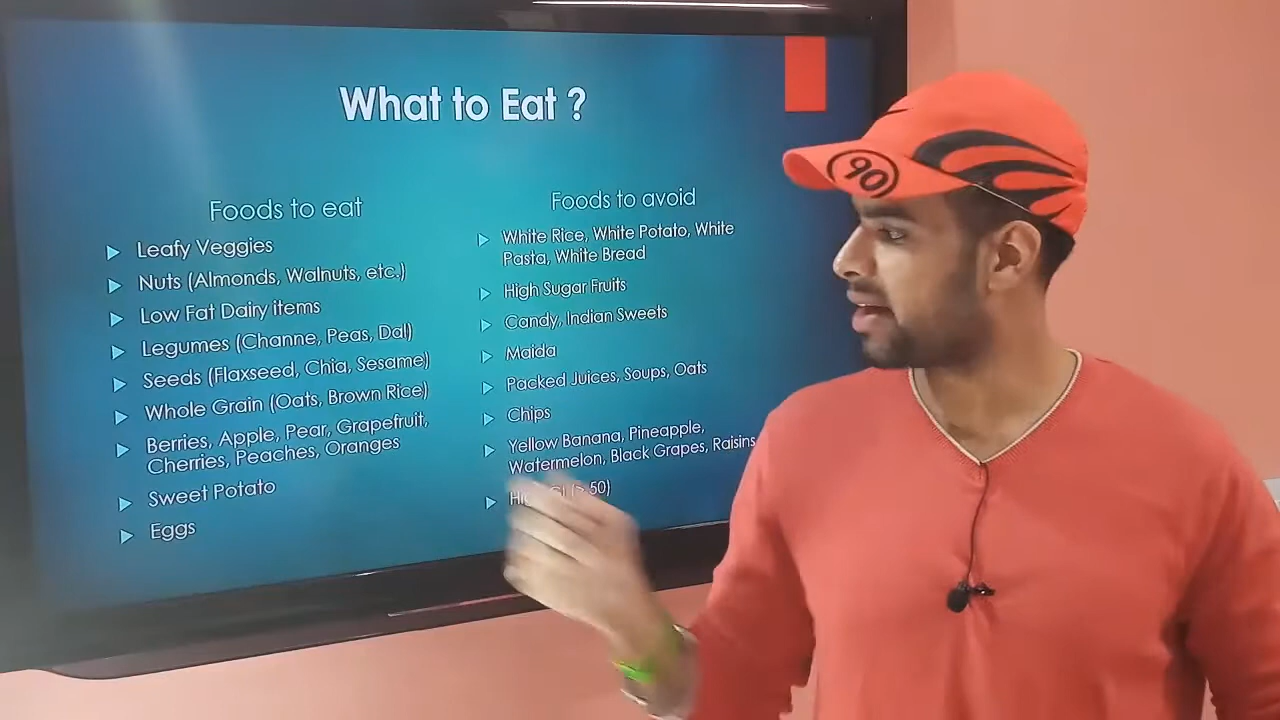 What to Eat ?
Foods to eat
Leafy Veggies
Nuts (Almonds, Walnuts, etc.)
Low Fat Dairy items
Legumes (Channe, Peas, Dal)
Seeds (Flaxseed, Chia, Sesame)
Whole Grain (Oats, Brown Rice)
Berries, Apple, Pear, Grapefruit,
Cherries, Peaches, Oranges
Sweet Potato
Eggs
Foods to avoid
White Rice, White Potato, White
Pasta, White Bread
High Sugar Fruits
Candy, Indian Sweets
Maida
Packed Juices, Soups, Oats
Chips
Yellow Banana, Pineapple,
Watermelon, Black Grapes, Raisins
50)
90